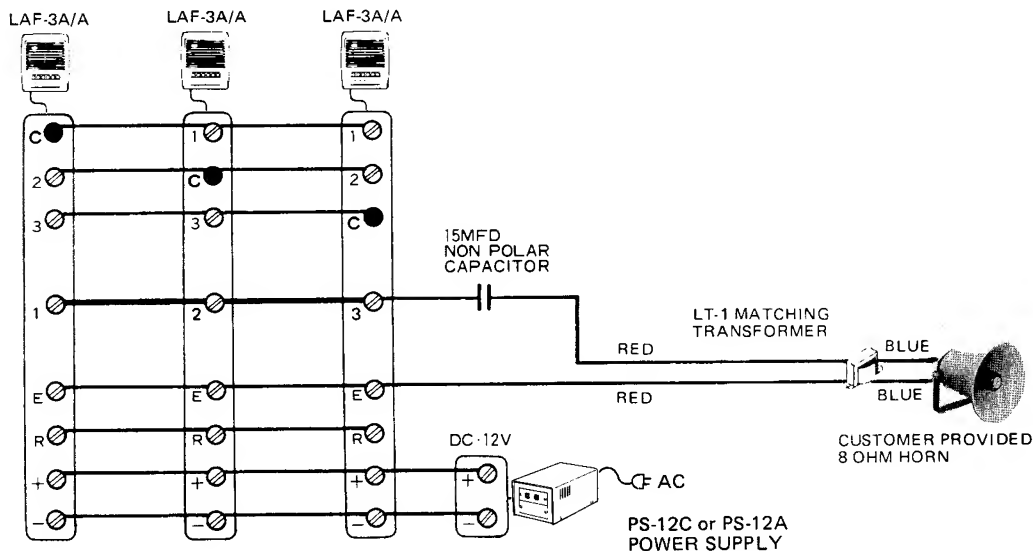 LAF-3A/A LAF-3A/A LAF-3A/A
C 1 1
2 C 2
3 3 C
15MFD
NON POLAR
CAPACITOR
1 2 3
LT-1 MATCHING
TRANSFORMER
RED BLUE
E E E
RED BLUE
R R R
DC·12V
CUSTOMER PROVIDED
8 OHM HORN
+ + + +
AC
− − − −
PS-12C or PS-12A
POWER SUPPLY